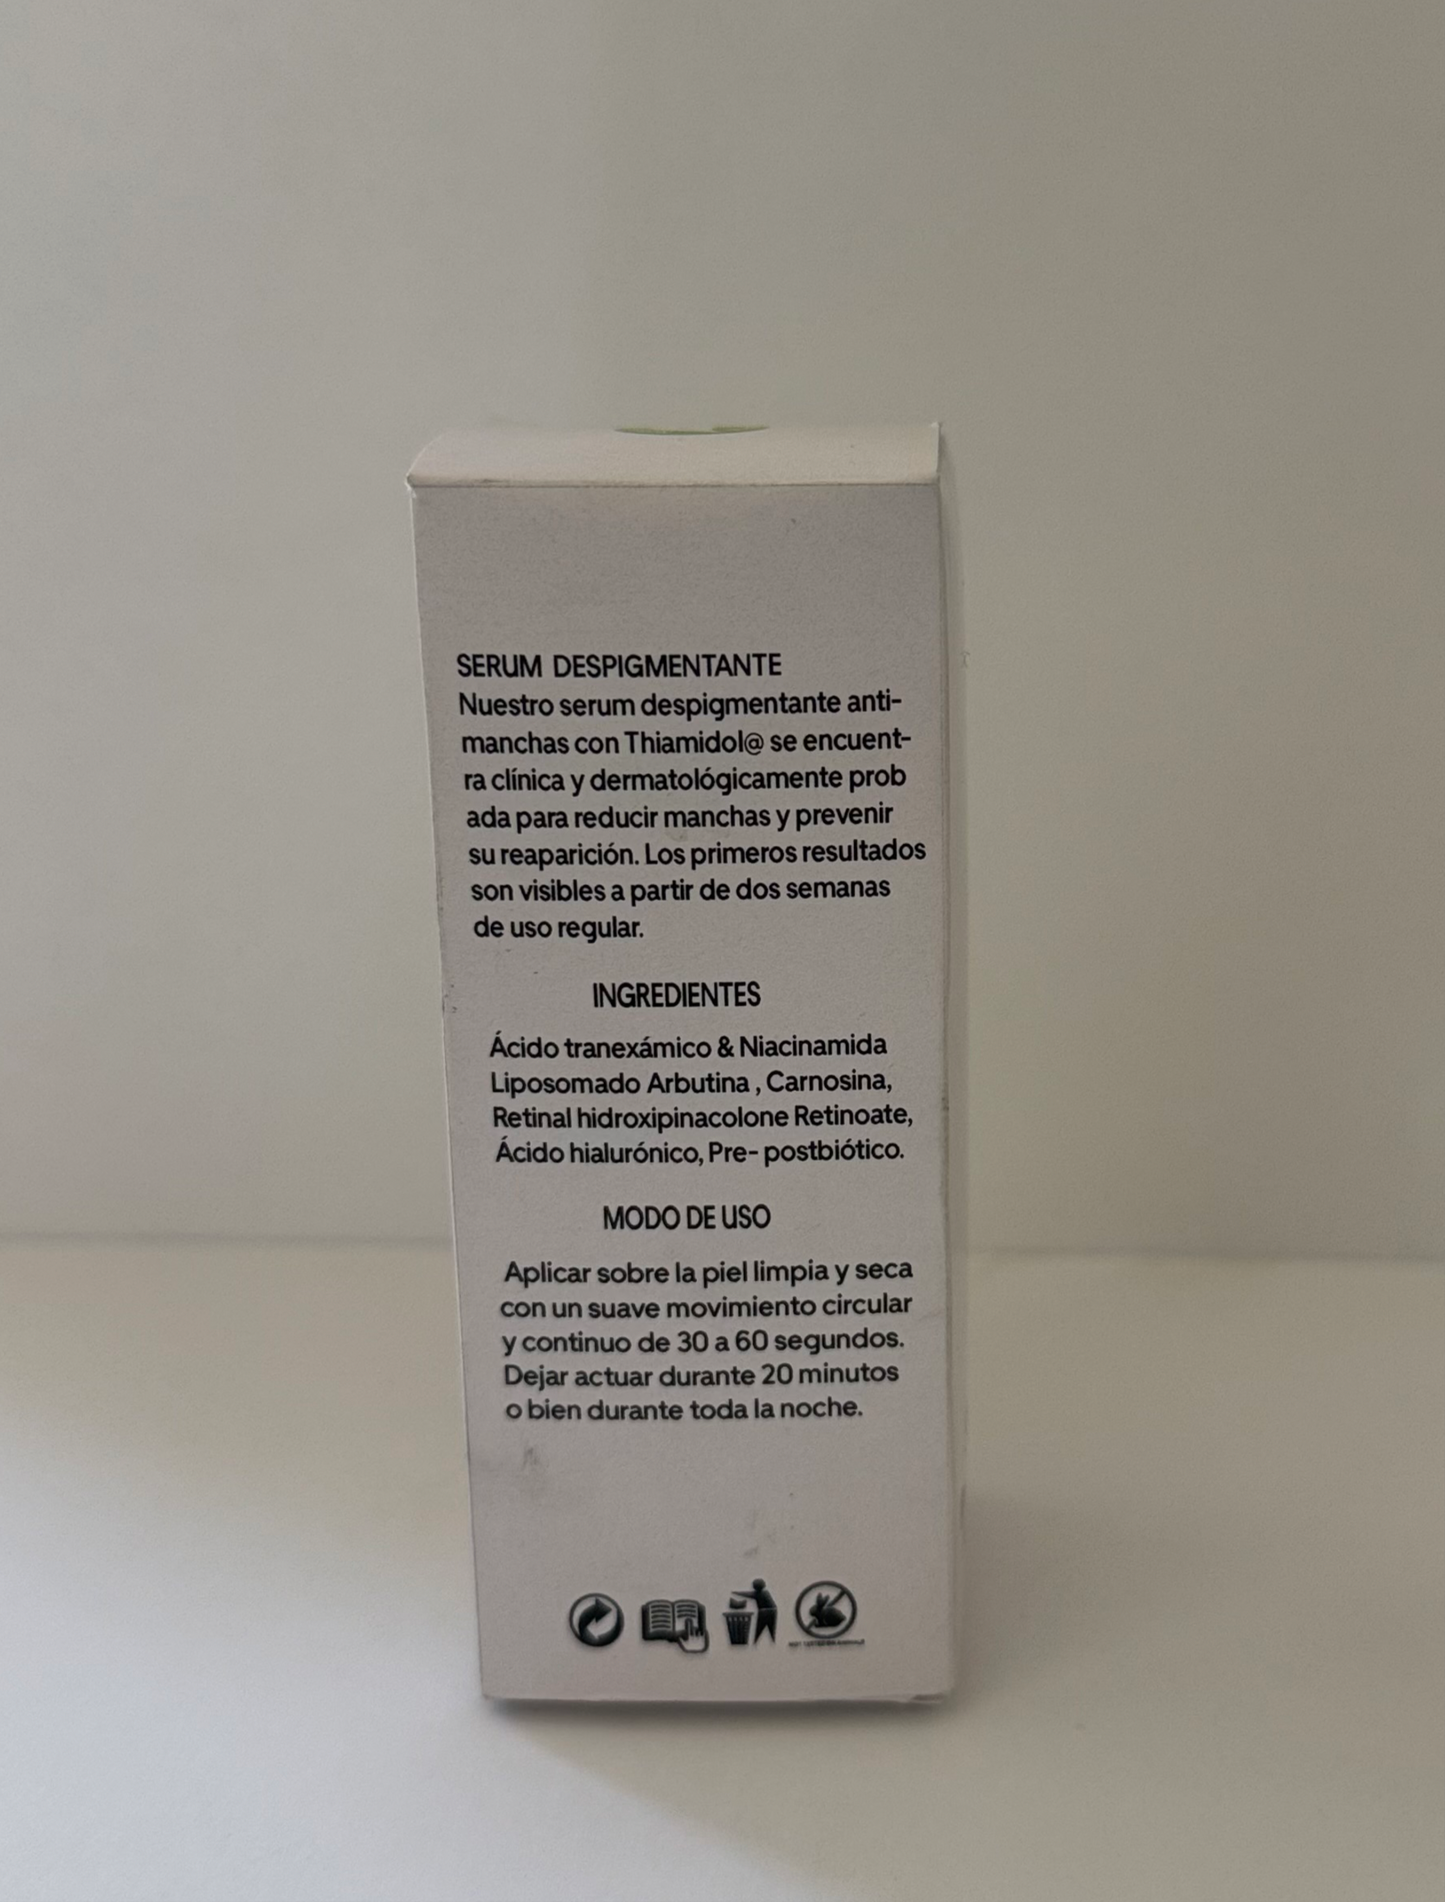 SERUM DESPIGMENTANTE
Nuestro serum despigmentante anti-
manchas con Thiamidol@ se encuent-
ra clínica y dermatológicamente prob
ada para reducir manchas y prevenir
su reaparición. Los primeros resultados
son visibles a partir de dos semanas
de uso regular.
INGREDIENTES
Ácido tranexámico & Niacinamida
Liposomado Arbutina , Carnosina,
Retinal hidroxipinacolone Retinoate,
Ácido hialurónico, Pre- postbiótico.
MODO DE USO
Aplicar sobre la piel limpia y seca
con un suave movimiento circular
y continuo de 30 a 60 segundos.
Dejar actuar durante 20 minutos
o bien durante toda la noche.